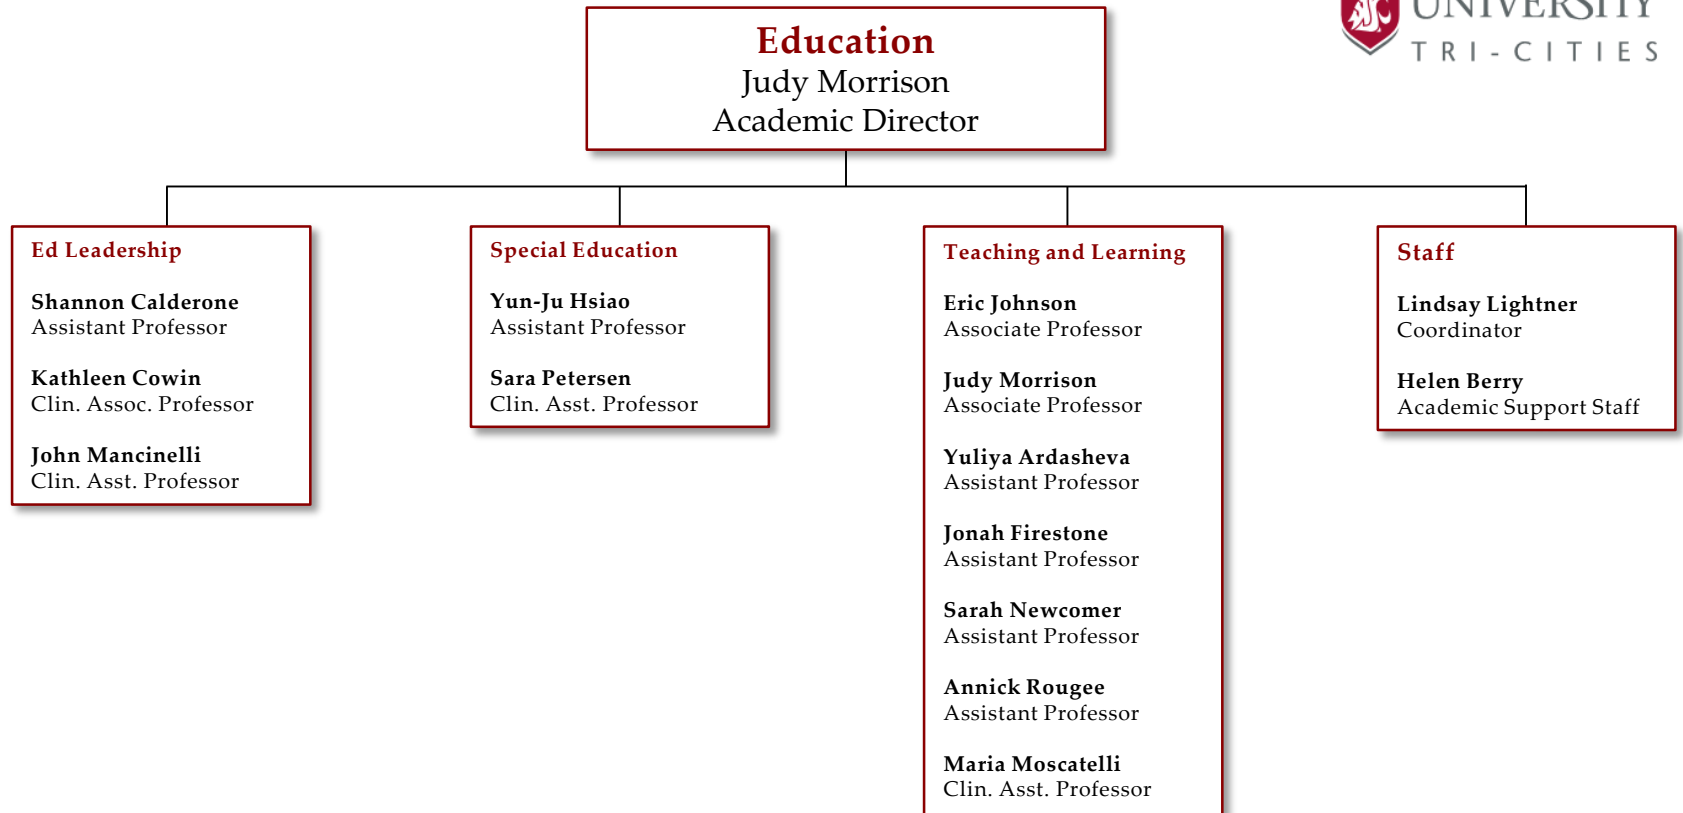 UNIVERSITY
TRI-CITIES
Education
Judy Morrison
Academic Director
Ed Leadership
Shannon Calderone
Assistant Professor
Kathleen Cowin
Clin. Assoc. Professor
John Mancinelli
Clin. Asst. Professor
Special Education
Yun-Ju Hsiao
Assistant Professor
Sara Petersen
Clin. Asst. Professor
Teaching and Learning
Eric Johnson
Associate Professor
Judy Morrison
Associate Professor
Yuliya Ardasheva
Assistant Professor
Jonah Firestone
Assistant Professor
Sarah Newcomer
Assistant Professor
Annick Rougee
Assistant Professor
Maria Moscatelli
Clin. Asst. Professor
Staff
Lindsay Lightner
Coordinator
Helen Berry
Academic Support Staff